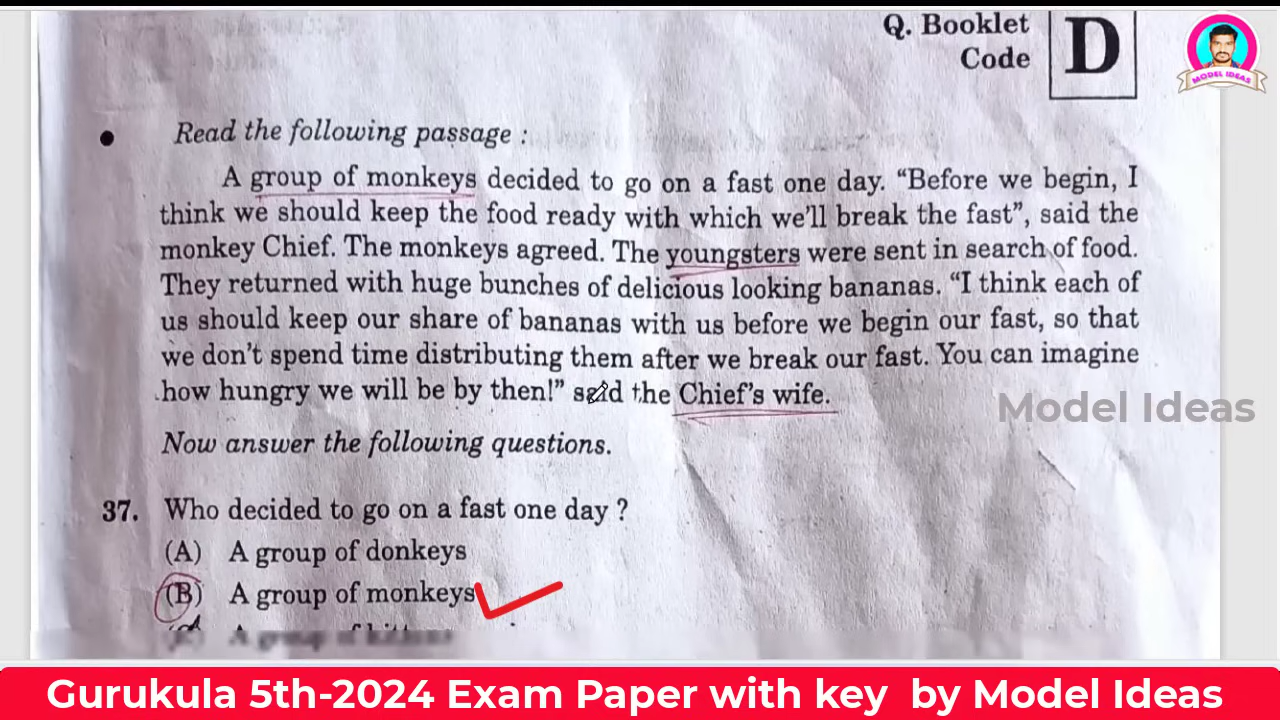 Q. Booklet
Code
D
MODEL IDEAS
Read the following passage :
A group of monkeys decided to go on a fast one day. “Before we begin, I
think we should keep the food ready with which we'll break the fast”, said the
monkey Chief. The monkeys agreed. The youngsters were sent in search of food.
They returned with huge bunches of delicious looking bananas. “I think each of
us should keep our share of bananas with us before we begin our fast, so that
we don't spend time distributing them after we break our fast. You can imagine
how hungry we will be by then!” said the Chief's wife.
Model Ideas
Now answer the following questions.
37. Who decided to go on a fast one day ?
(A) A group of donkeys
(B) A group of monkeys
A group of
Gurukula 5th-2024 Exam Paper with key by Model Ideas